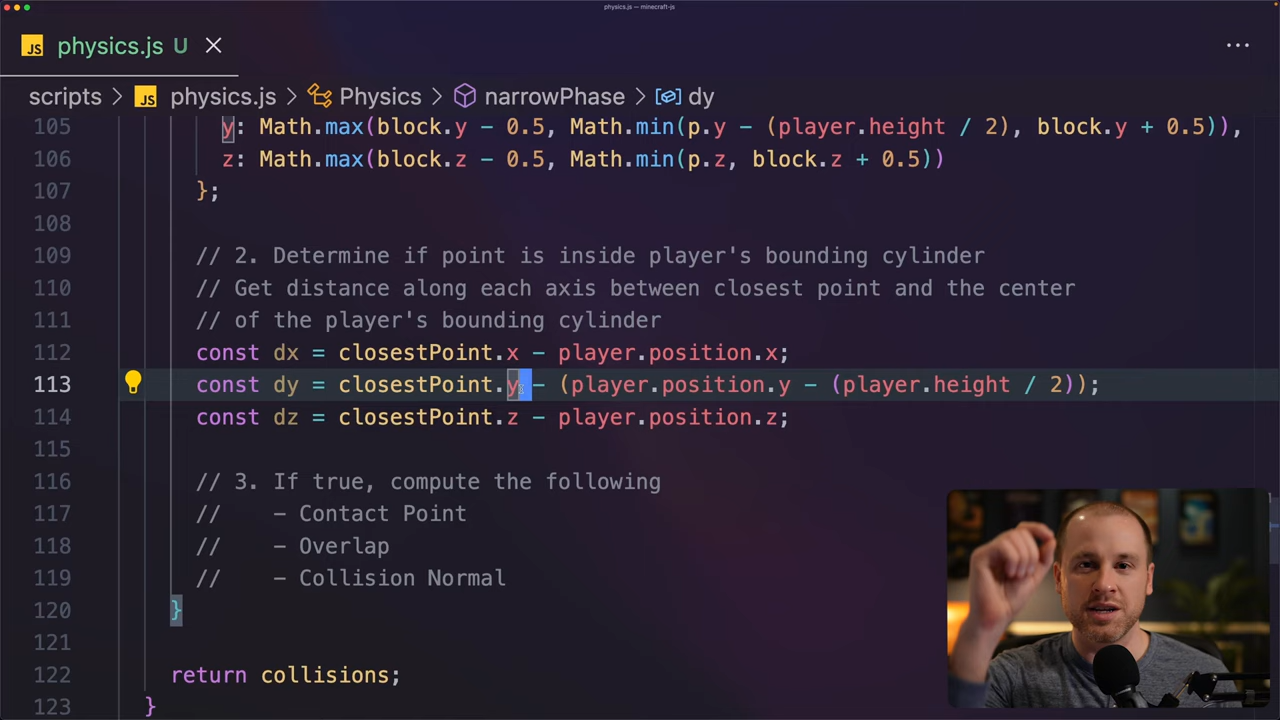 physics.js — minecraft-js
JS physics.js U
scripts > JS physics.js > Physics > narrowPhase > dy
105 y: Math.max(block.y - 0.5, Math.min(p.y - (player.height / 2), block.y + 0.5)),
106 z: Math.max(block.z - 0.5, Math.min(p.z, block.z + 0.5))
107 };
108
109 // 2. Determine if point is inside player's bounding cylinder
110 // Get distance along each axis between closest point and the center
111 // of the player's bounding cylinder
112 const dx = closestPoint.x - player.position.x;
113 const dy = closestPoint.y - (player.position.y - (player.height / 2));
114 const dz = closestPoint.z - player.position.z;
115
116 // 3. If true, compute the following
117 //    - Contact Point
118 //    - Overlap
119 //    - Collision Normal
120 }
121
122 return collisions;
123 }